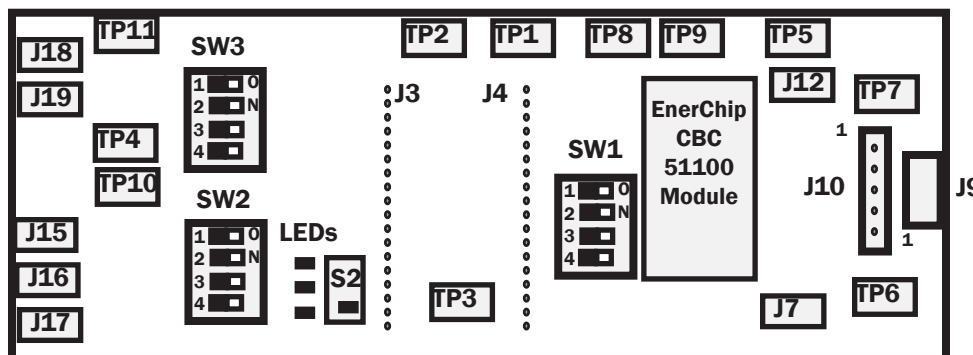 TP11
TP2
TP1
TP8
TP9
TP5
J18
SW3
J19
1
2
3
4
O
N
J3
J4
EnerChip
CBC
51100
Module
J12
TP7
TP4
TP10
SW1
1
2
3
4
O
N
1
J10
J9
1
SW2
1
2
3
4
O
N
J15
J16
J17
LEDs
S2
TP3
J7
TP6